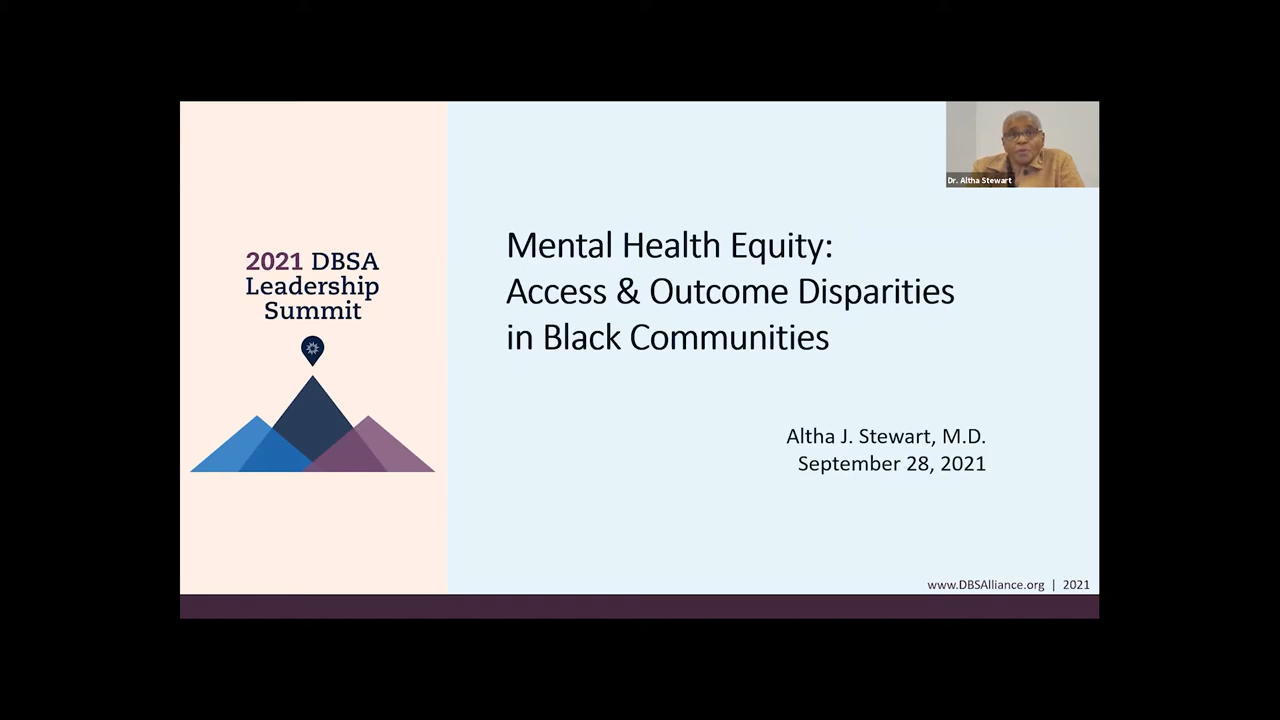 2021 DBSA
Leadership
Summit
Dr. Altha Stewart
Mental Health Equity:
Access & Outcome Disparities
in Black Communities
Altha J. Stewart, M.D.
September 28, 2021
www.DBSAlliance.org | 2021